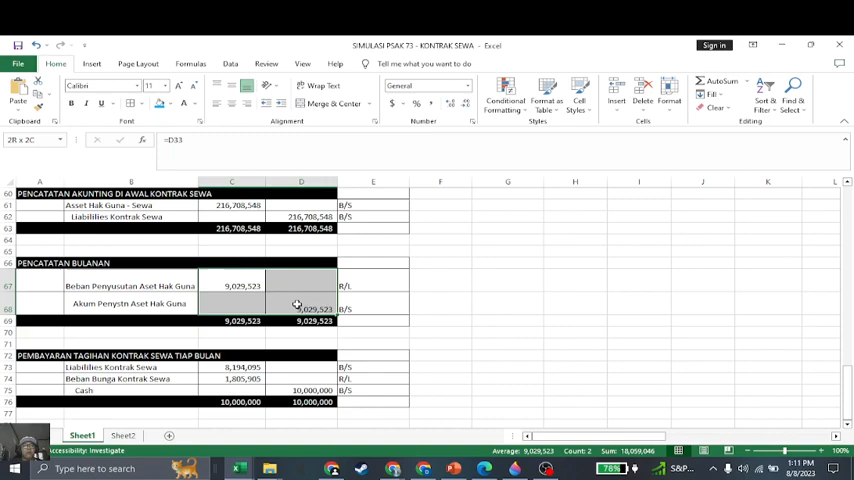 SIMULASI PSAK 73 - KONTRAK SEWA - Excel
Sign in
File Home Insert Page Layout Formulas Data Review View Help Tell me what you want to do
Paste
Clipboard
Calibri 11
B I U
Font
Wrap Text
Merge & Center
Alignment
General
$ % ,
Number
Conditional Formatting
Format as Table
Cell Styles
Styles
Insert Delete Format
Cells
AutoSum
Fill
Clear
Sort & Filter
Find & Select
Editing
2R x 2C
fx
=D33
A B C D E F G H I J K L
60 PENCATATAN AKUNTING DI AWAL KONTRAK SEWA
61 Asset Hak Guna - Sewa 216,708,548 B/S
62 Liabililies Kontrak Sewa 216,708,548 B/S
63 216,708,548 216,708,548
64
65
66 PENCATATAN BULANAN
67 Beban Penyusutan Aset Hak Guna 9,029,523 R/L
68 Akum Penystn Aset Hak Guna 9,029,523 B/S
69 9,029,523 9,029,523
70
71
72 PEMBAYARAN TAGIHAN KONTRAK SEWA TIAP BULAN
73 Liabililies Kontrak Sewa 8,194,095 B/S
74 Beban Bunga Kontrak Sewa 1,805,905 R/L
75 Cash 10,000,000 B/S
76 10,000,000 10,000,000
77
Sheet1 Sheet2
Accessibility: Investigate
Average: 9,029,523 Count: 2 Sum: 18,059,046
100%
Type here to search
78%
S&P...
1:11 PM
8/8/2023